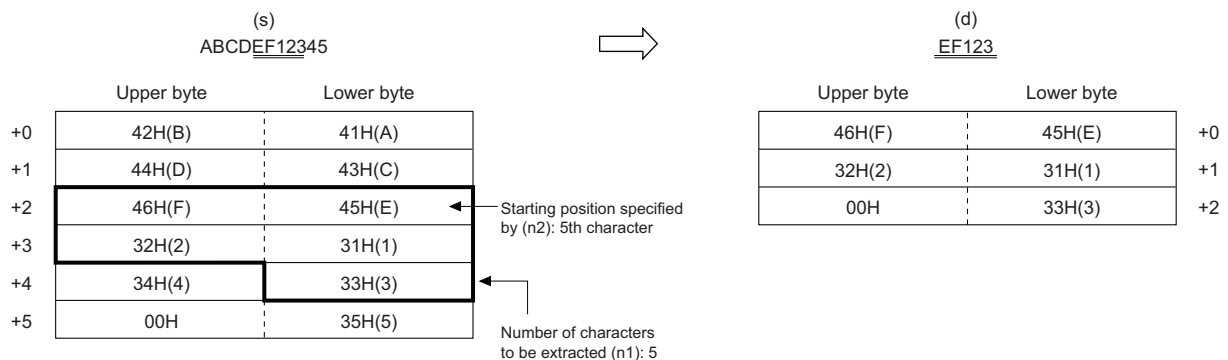 (s)
ABCDEF12345
Upper byte Lower byte
+0 42H(B) 41H(A)
+1 44H(D) 43H(C)
+2 46H(F) 45H(E)
+3 32H(2) 31H(1)
+4 34H(4) 33H(3)
+5 00H 35H(5)
Starting position specified
by (n2): 5th character
Number of characters
to be extracted (n1): 5
(d)
EF123
Upper byte Lower byte
46H(F) 45H(E) +0
32H(2) 31H(1) +1
00H 33H(3) +2